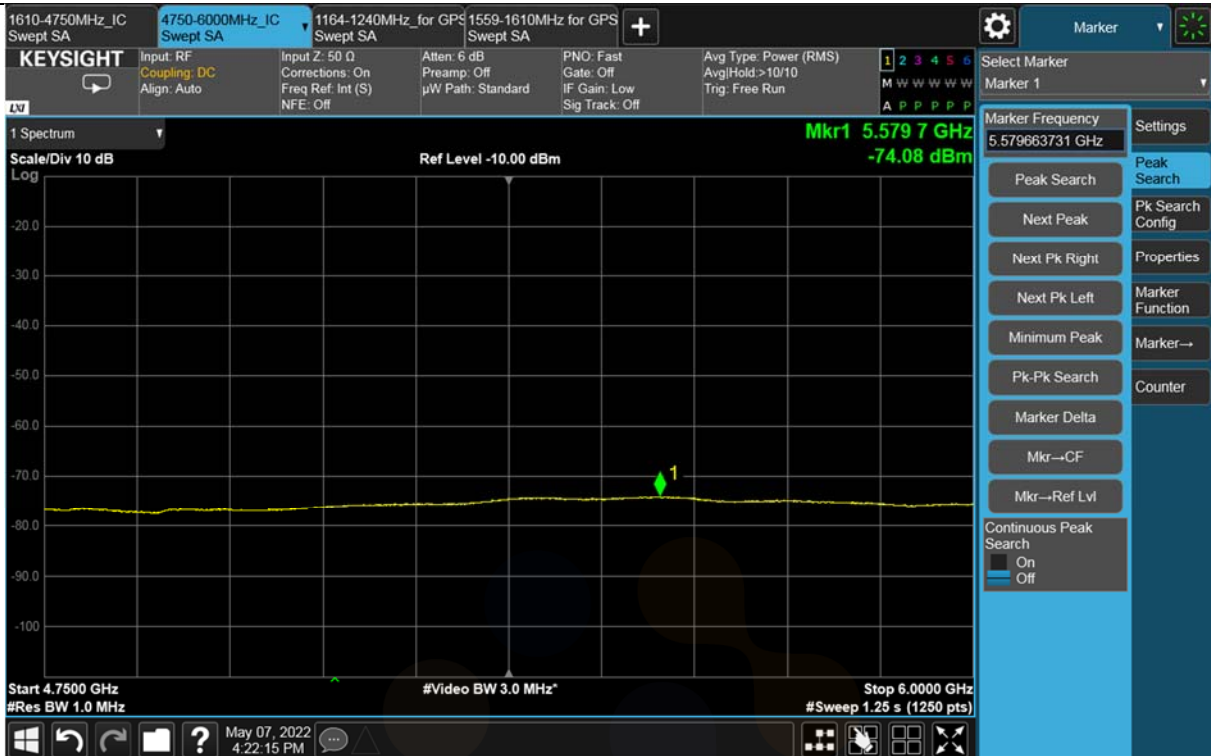 1610-4750MHz_IC
Swept SA
4750-6000MHz_IC
Swept SA
1164-1240MHz_for GPS
Swept SA
1559-1610MHz for GPS
Swept SA
Marker
KEYSIGHT
LXI
Input: RF
Coupling: DC
Align: Auto
Input Z: 50 Ω
Corrections: On
Freq Ref: Int (S)
NFE: Off
Atten: 6 dB
Preamp: Off
µW Path: Standard
PNO: Fast
Gate: Off
IF Gain: Low
Sig Track: Off
Avg Type: Power (RMS)
Avg|Hold:>10/10
Trig: Free Run
1 2 3 4 5 6
M W W W W W
A P P P P P
Select Marker
Marker 1
1 Spectrum
Scale/Div 10 dB
Log
Ref Level -10.00 dBm
Mkr1 5.579 7 GHz
-74.08 dBm
-20.0
-30.0
-40.0
-50.0
-60.0
-70.0
-80.0
-90.0
-100
1
Start 4.7500 GHz
#Res BW 1.0 MHz
#Video BW 3.0 MHz*
Stop 6.0000 GHz
#Sweep 1.25 s (1250 pts)
Marker Frequency
5.579663731 GHz
Peak Search
Next Peak
Next Pk Right
Next Pk Left
Minimum Peak
Pk-Pk Search
Marker Delta
Mkr→CF
Mkr→Ref Lvl
Continuous Peak
Search
On
Off
Settings
Peak
Search
Pk Search
Config
Properties
Marker
Function
Marker→
Counter
?
May 07, 2022
4:22:15 PM